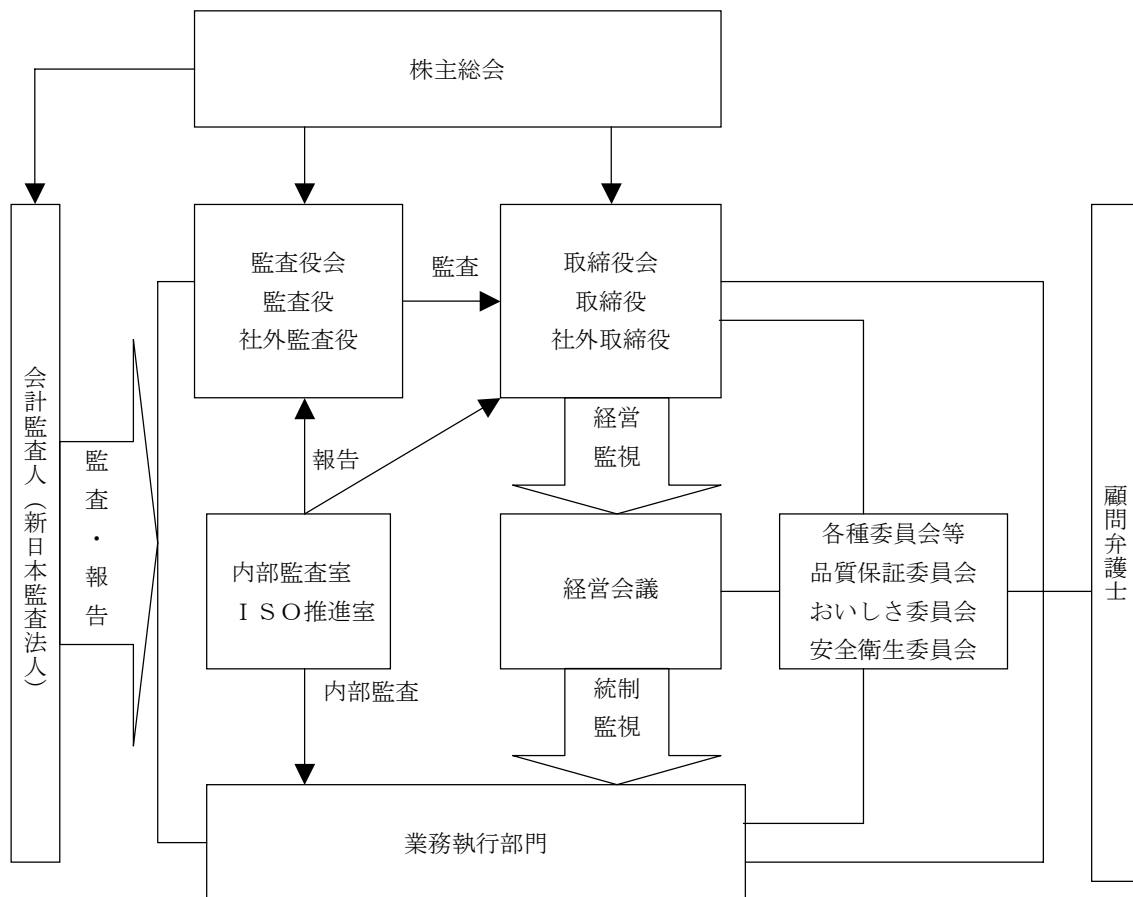 株主総会
監査役会
監査役
社外監査役
監査
取締役会
取締役
社外取締役
会計監査人（新日本監査法人）
監査・報告
報告
経営
監視
顧問弁護士
内部監査室
ＩＳＯ推進室
経営会議
各種委員会等
品質保証委員会
おいしさ委員会
安全衛生委員会
内部監査
統制
監視
業務執行部門